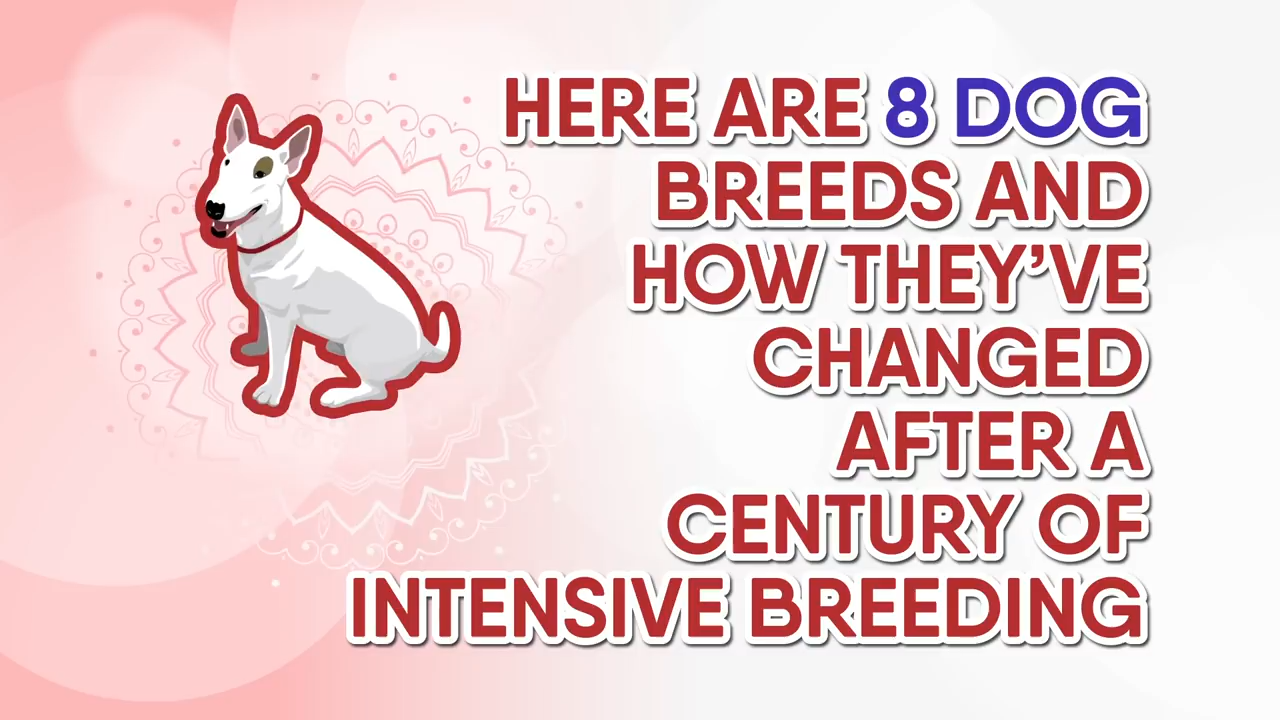 HERE ARE 8 DOG
BREEDS AND
HOW THEY’VE
CHANGED
AFTER A
CENTURY OF
INTENSIVE BREEDING